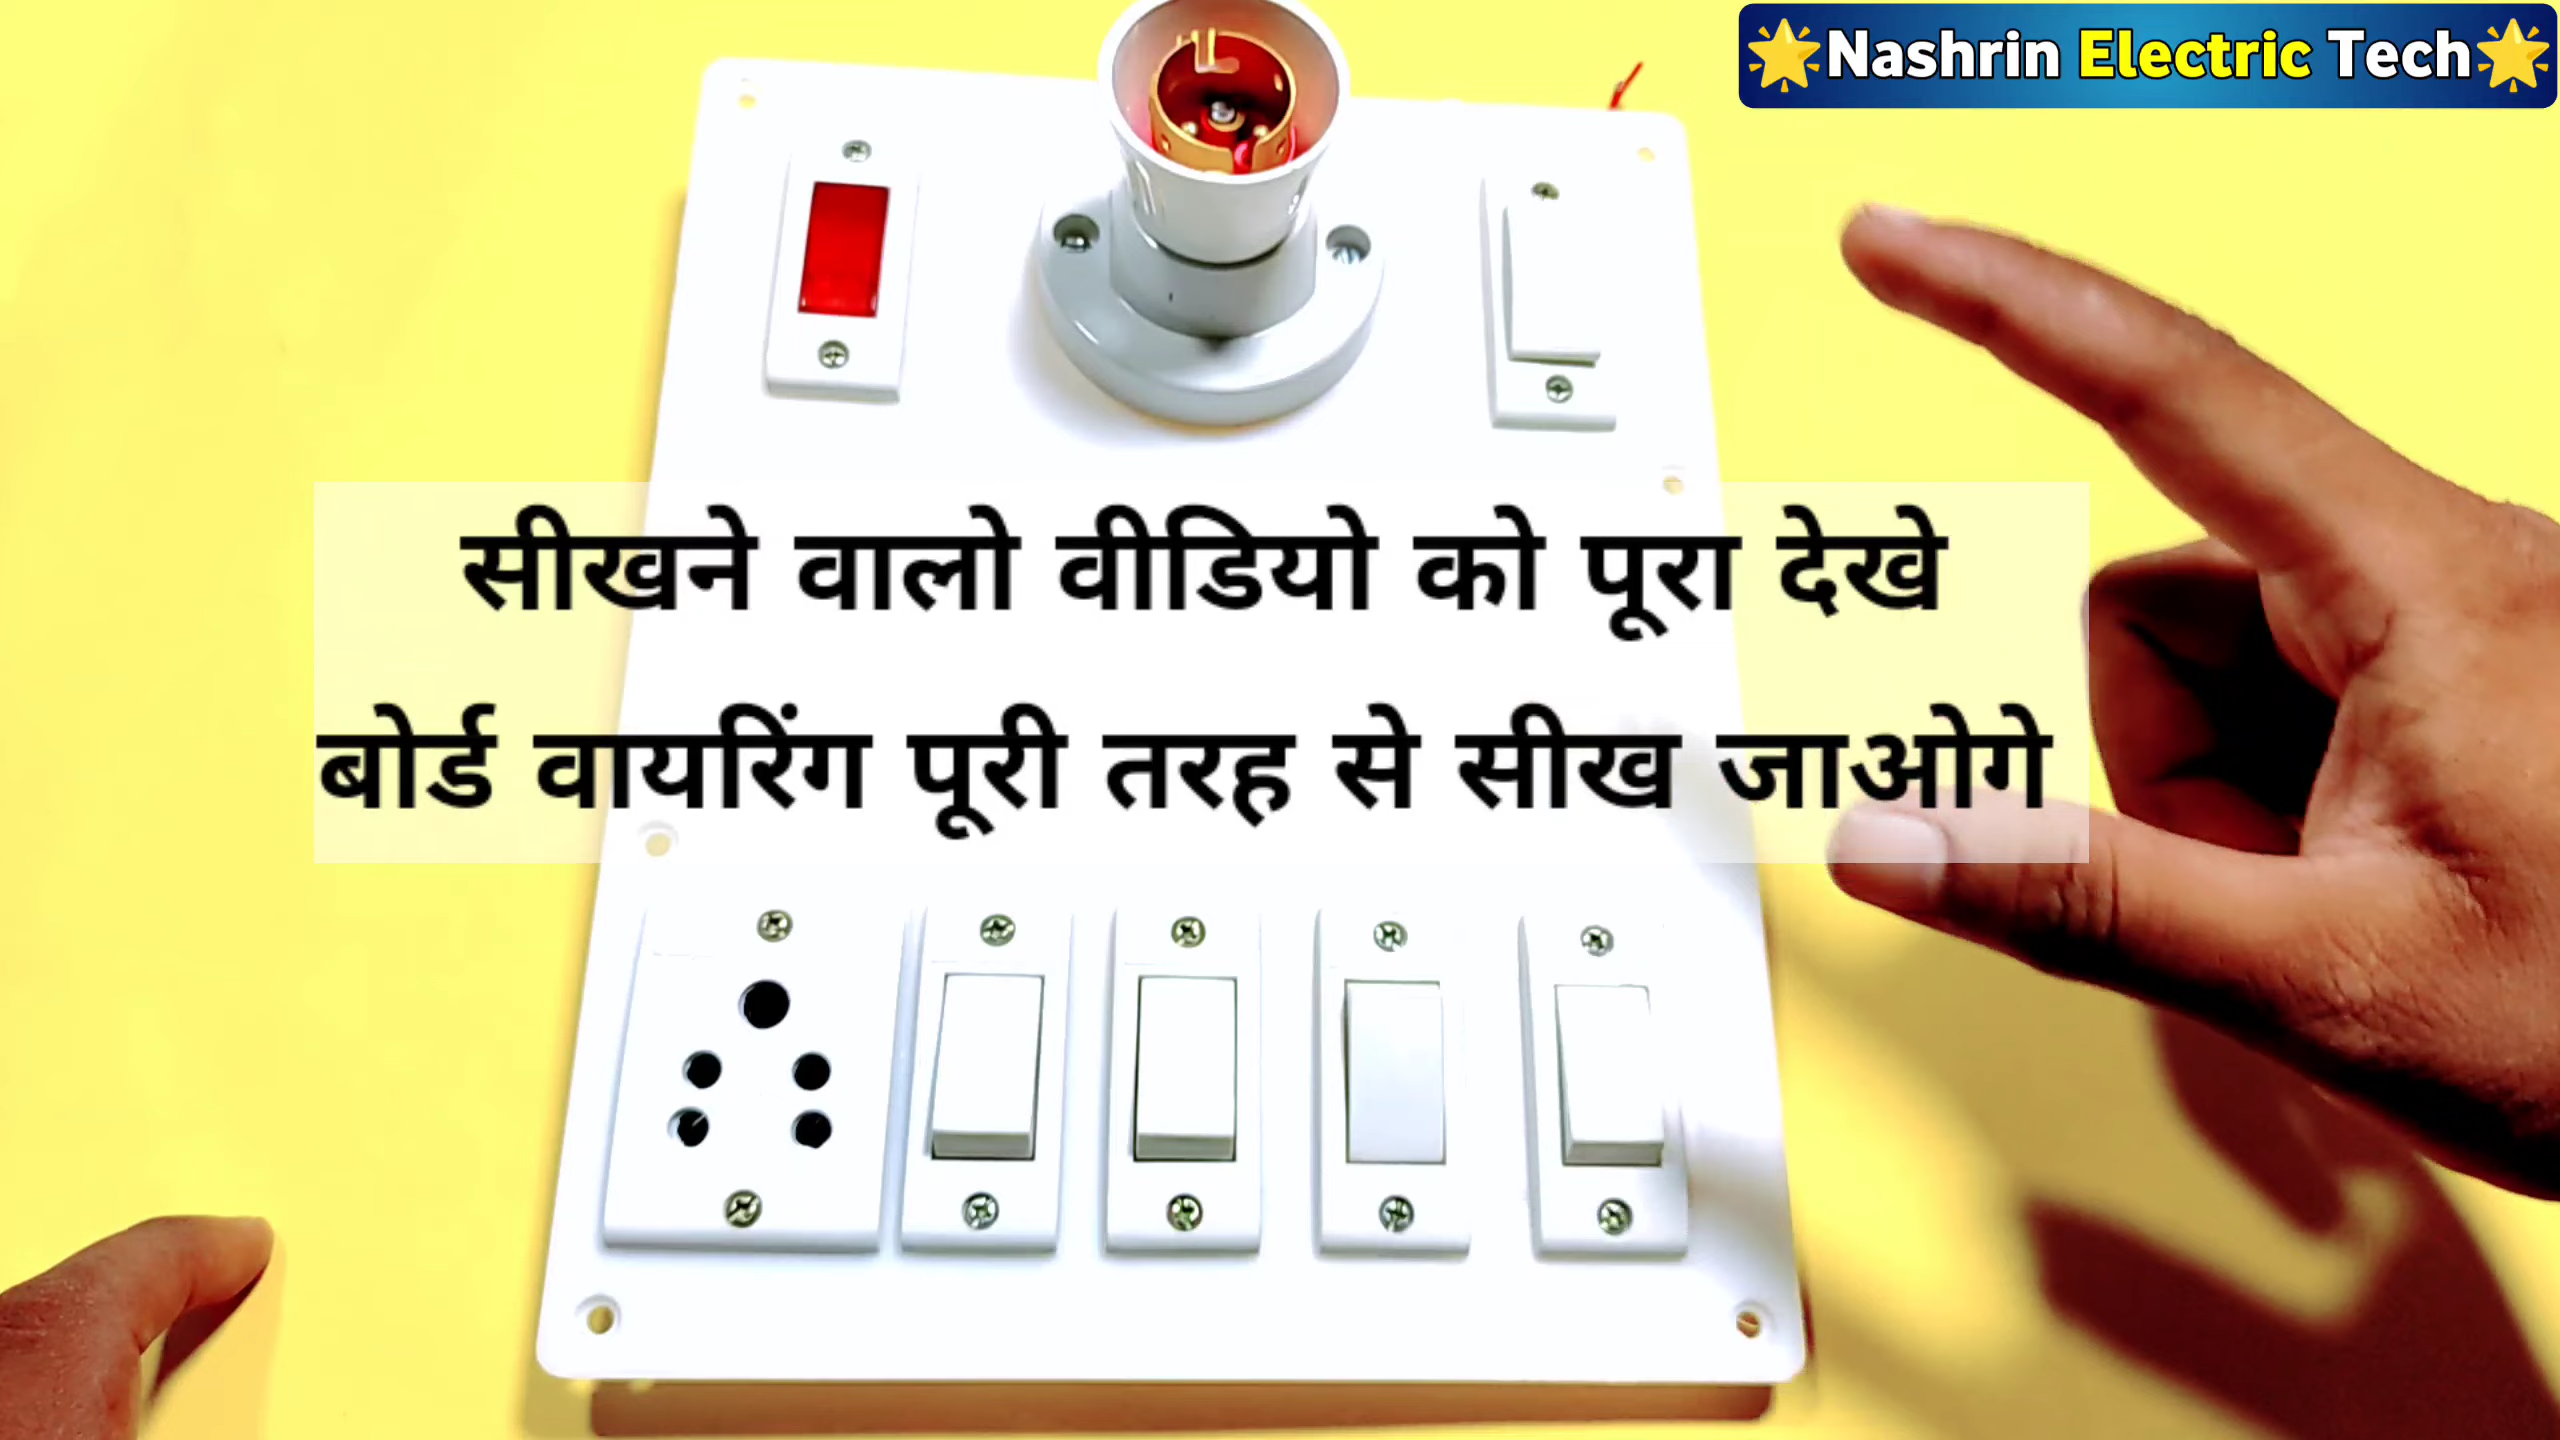 Nashrin Electric Tech
सीखने वालो वीडियो को पूरा देखे
बोर्ड वायरिंग पूरी तरह से सीख जाओगे